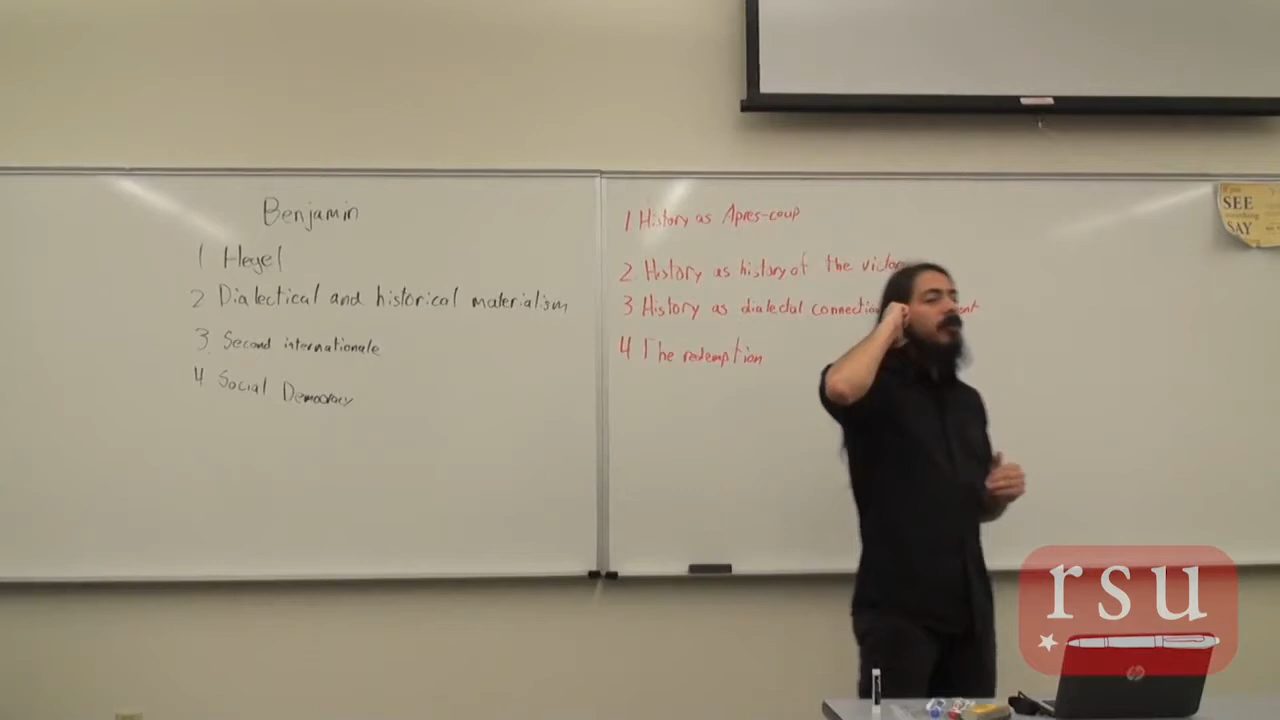 Benjamin
1 Hegel
2 Dialectical and historical materialism
3 Second internationale
4 Social Democracy
1 History as Apres-coup
2 History as history of the
3 History as dialectal
4 The redemption
SEE
SAY
rsu
hp